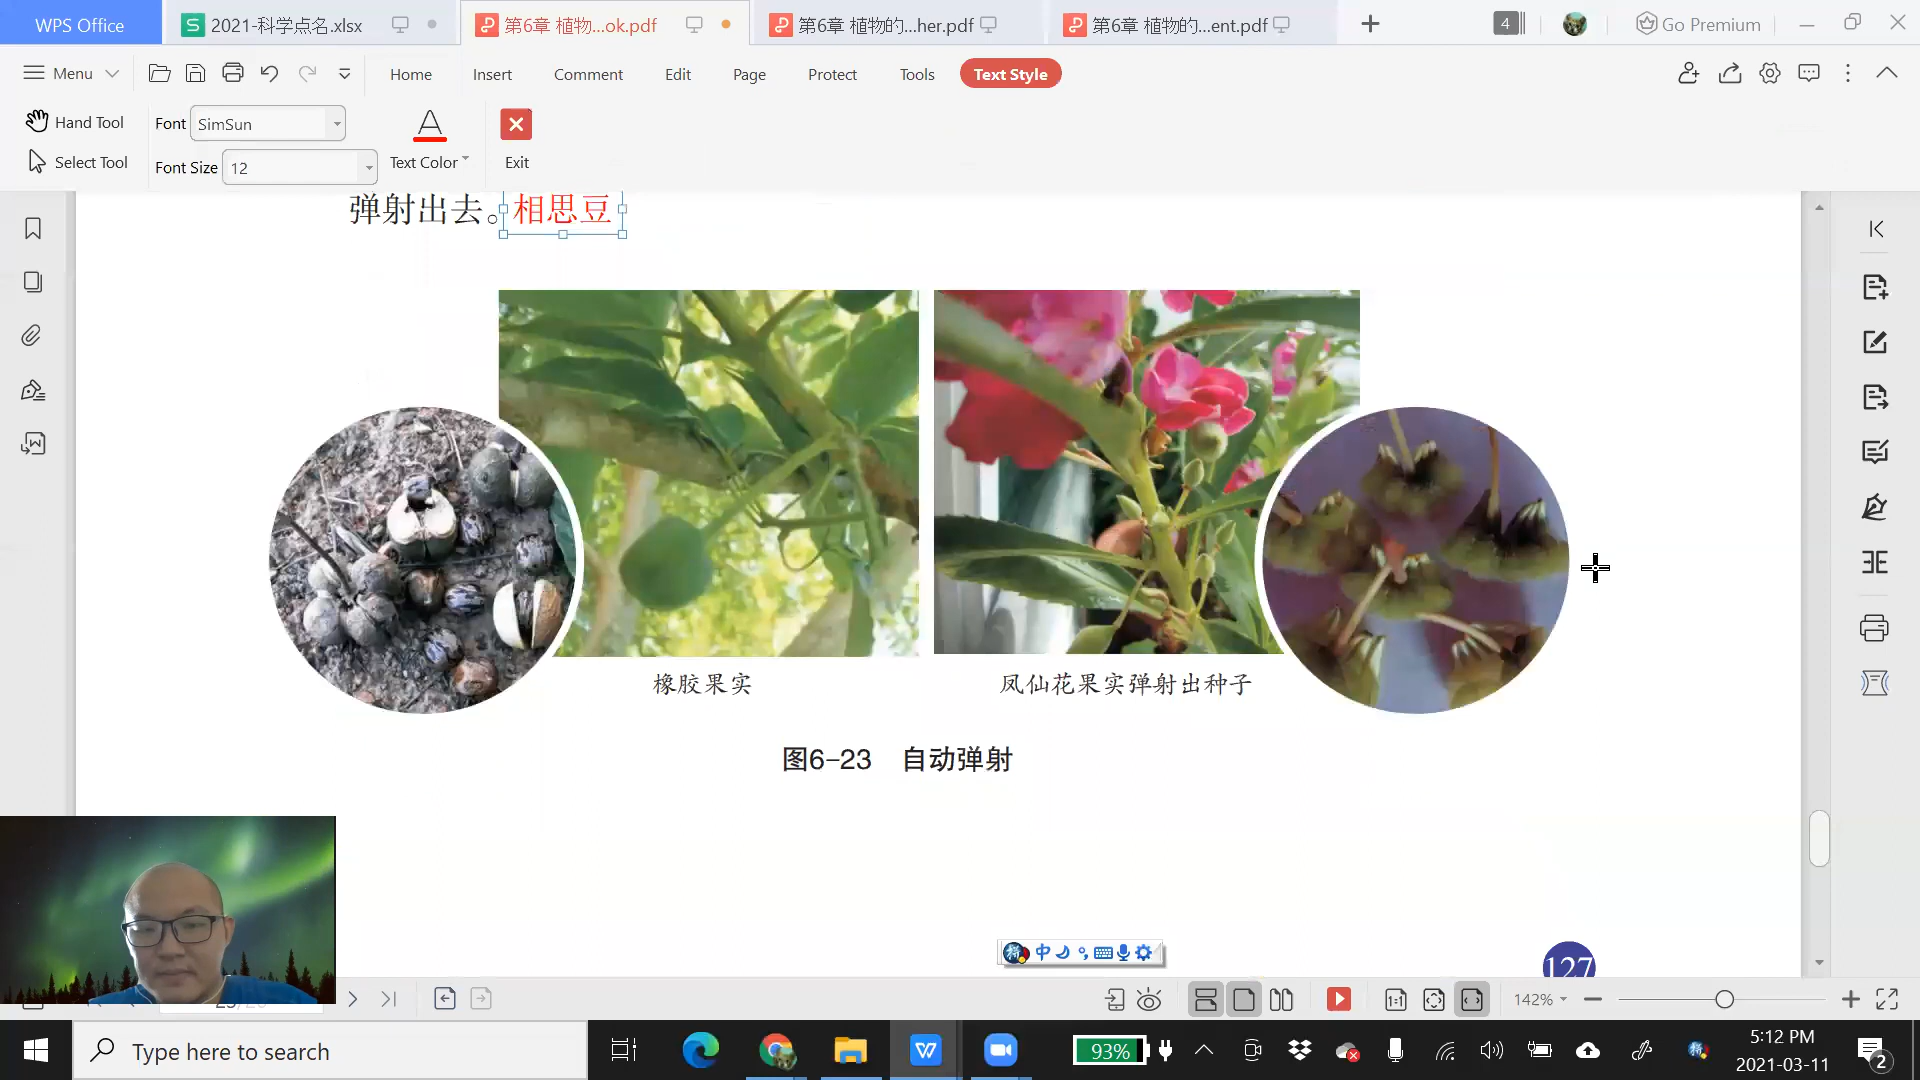 WPS Office
2021-科学点名.xlsx
第6章 植物...ok.pdf
第6章 植物的...her.pdf
第6章 植物的...ent.pdf
4
Go Premium
Menu
Home
Insert
Comment
Edit
Page
Protect
Tools
Text Style
Hand Tool
Select Tool
Font
SimSun
Font Size
12
Text Color
Exit
弹射出去。
相思豆
橡胶果实
凤仙花果实弹射出种子
图6-23 自动弹射
中
127
142%
Type here to search
93%
5:12 PM
2021-03-11
2